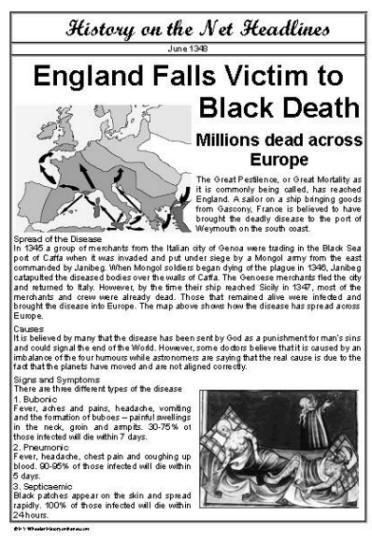 History on the Net Headlines
June 1348
England Falls Victim to
Black Death
Millions dead across
Europe
The Great Pestilence, or Great Mortality as
it is commonly being called, has reached
England. A sailor on a ship bringing goods
from Gascony, France is believed to have
brought the deadly disease to the port of
Weymouth on the south coast.
Spread of the Disease
In 1345 a group of merchants from the Italian city of Genoa were trading in the Black Sea
port of Caffa when it was invaded and put under siege by a Mongol army from the east
commanded by Janibeg. When Mongol soldiers began dying of the plague in 1346, Janibeg
catapulted the diseased bodies over the walls of Caffa. The Genoese merchants fled the city
and returned to Italy. However, by the time their ship reached Sicily in 1347, most of the
merchants and crew were already dead. Those that remained alive were infected and
brought the disease into Europe. The map above shows how the disease has spread across
Europe.
Causes
It is believed by many that the disease has been sent by God as a punishment for man's sins
and could signal the end of the World. However, some doctors believe that it is caused by an
imbalance of the four humours while astronomers are saying that the real cause is due to the
fact that the planets have moved and are not aligned correctly.
Signs and Symptoms
There are three different types of the disease
1. Bubonic
Fever, aches and pains, headache, vomiting
and the formation of buboes – painful swellings
in the neck, groin and armpits. 30-75% of
those infected will die within 7 days.
2. Pneumonic
Fever, headache, chest pain and coughing up
blood. 90-95% of those infected will die within
5 days.
3. Septicaemic
Black patches appear on the skin and spread
rapidly. 100% of those infected will die within
24 hours.